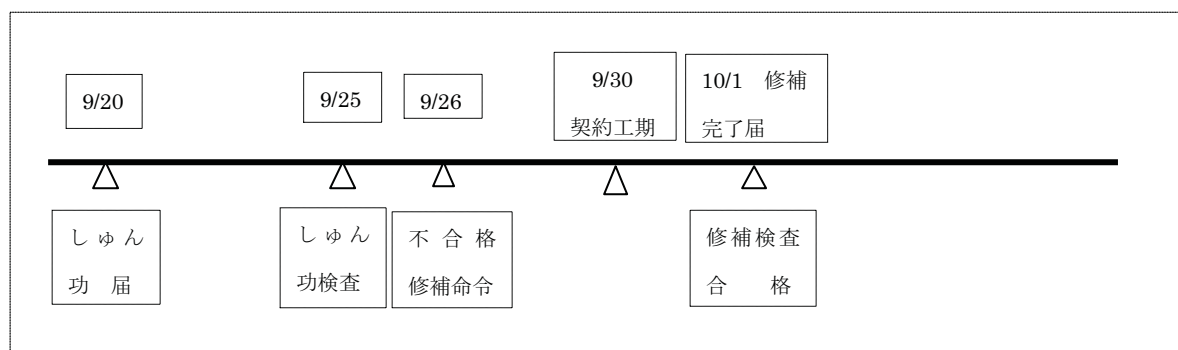 9/20
9/25
9/26
9/30
契約工期
10/1 修補
完了届
しゅん
功 届
しゅん
功検査
不 合 格
修補命令
修補検査
合 格